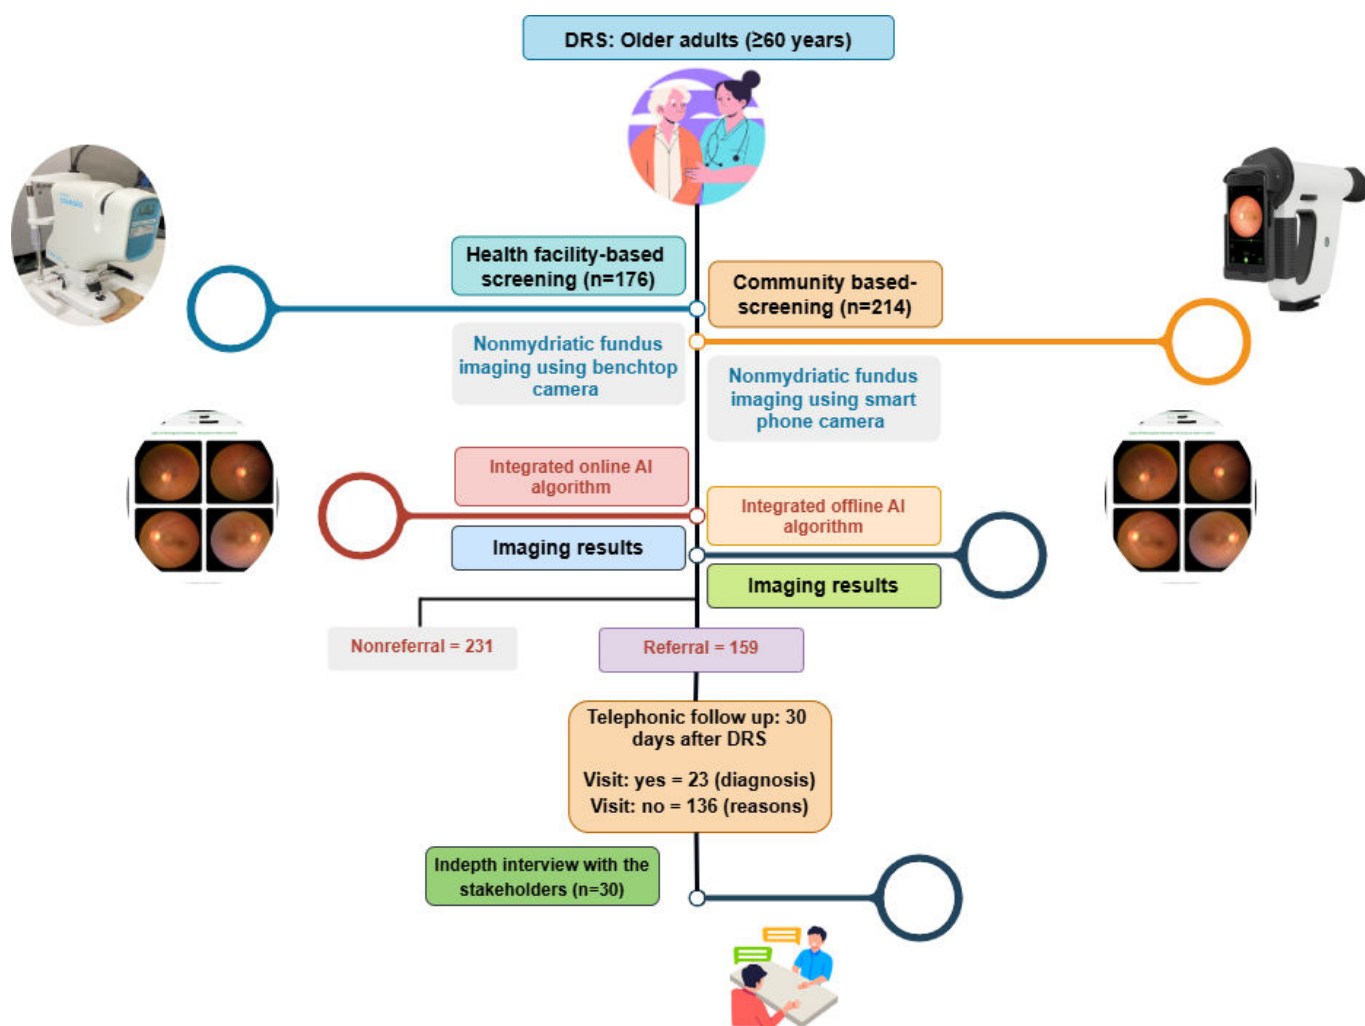 DRS: Older adults (≥60 years)
Health facility-based
screening (n=176)
Community based-
screening (n=214)
Nonmydriatic fundus
imaging using benchtop
camera
Nonmydriatic fundus
imaging using smart
phone camera
Integrated online AI
algorithm
Integrated offline AI
algorithm
Imaging results
Imaging results
Nonreferral = 231
Referral = 159
Telephonic follow up: 30
days after DRS
Visit: yes = 23 (diagnosis)
Visit: no = 136 (reasons)
Indepth interview with the
stakeholders (n=30)